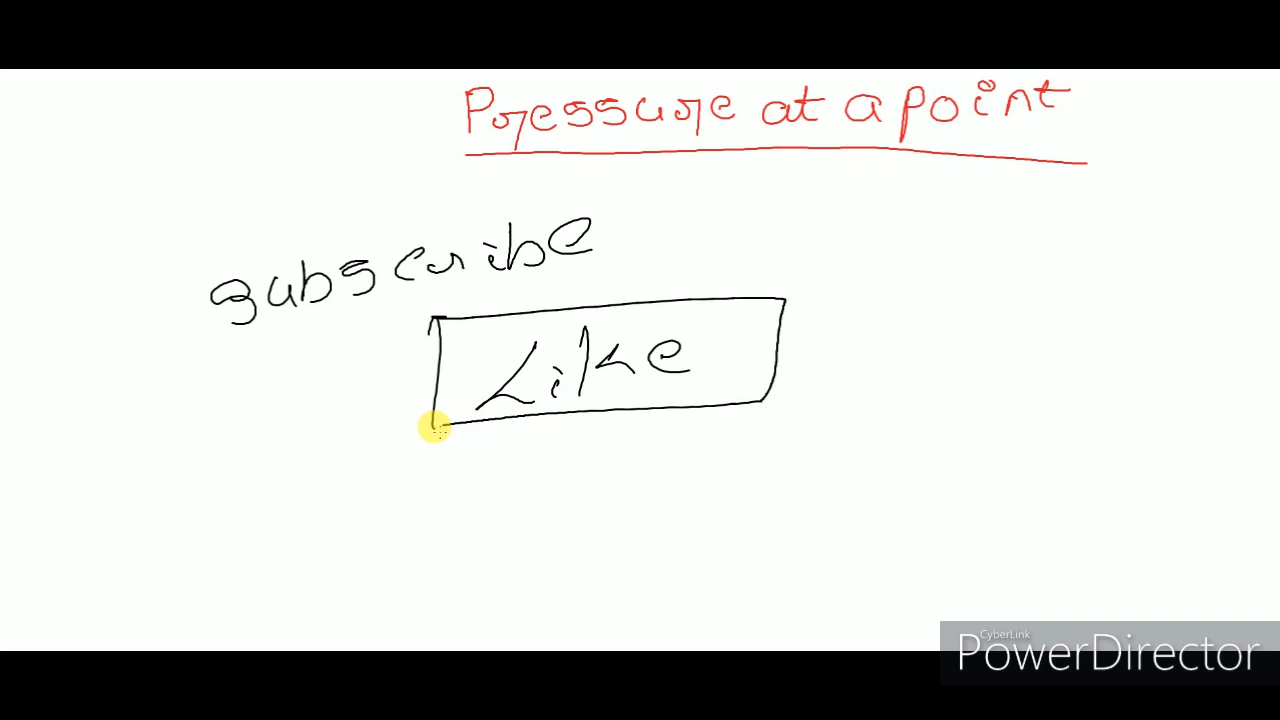 Pressure at a point
subscribe
Like
CyberLink
PowerDirector